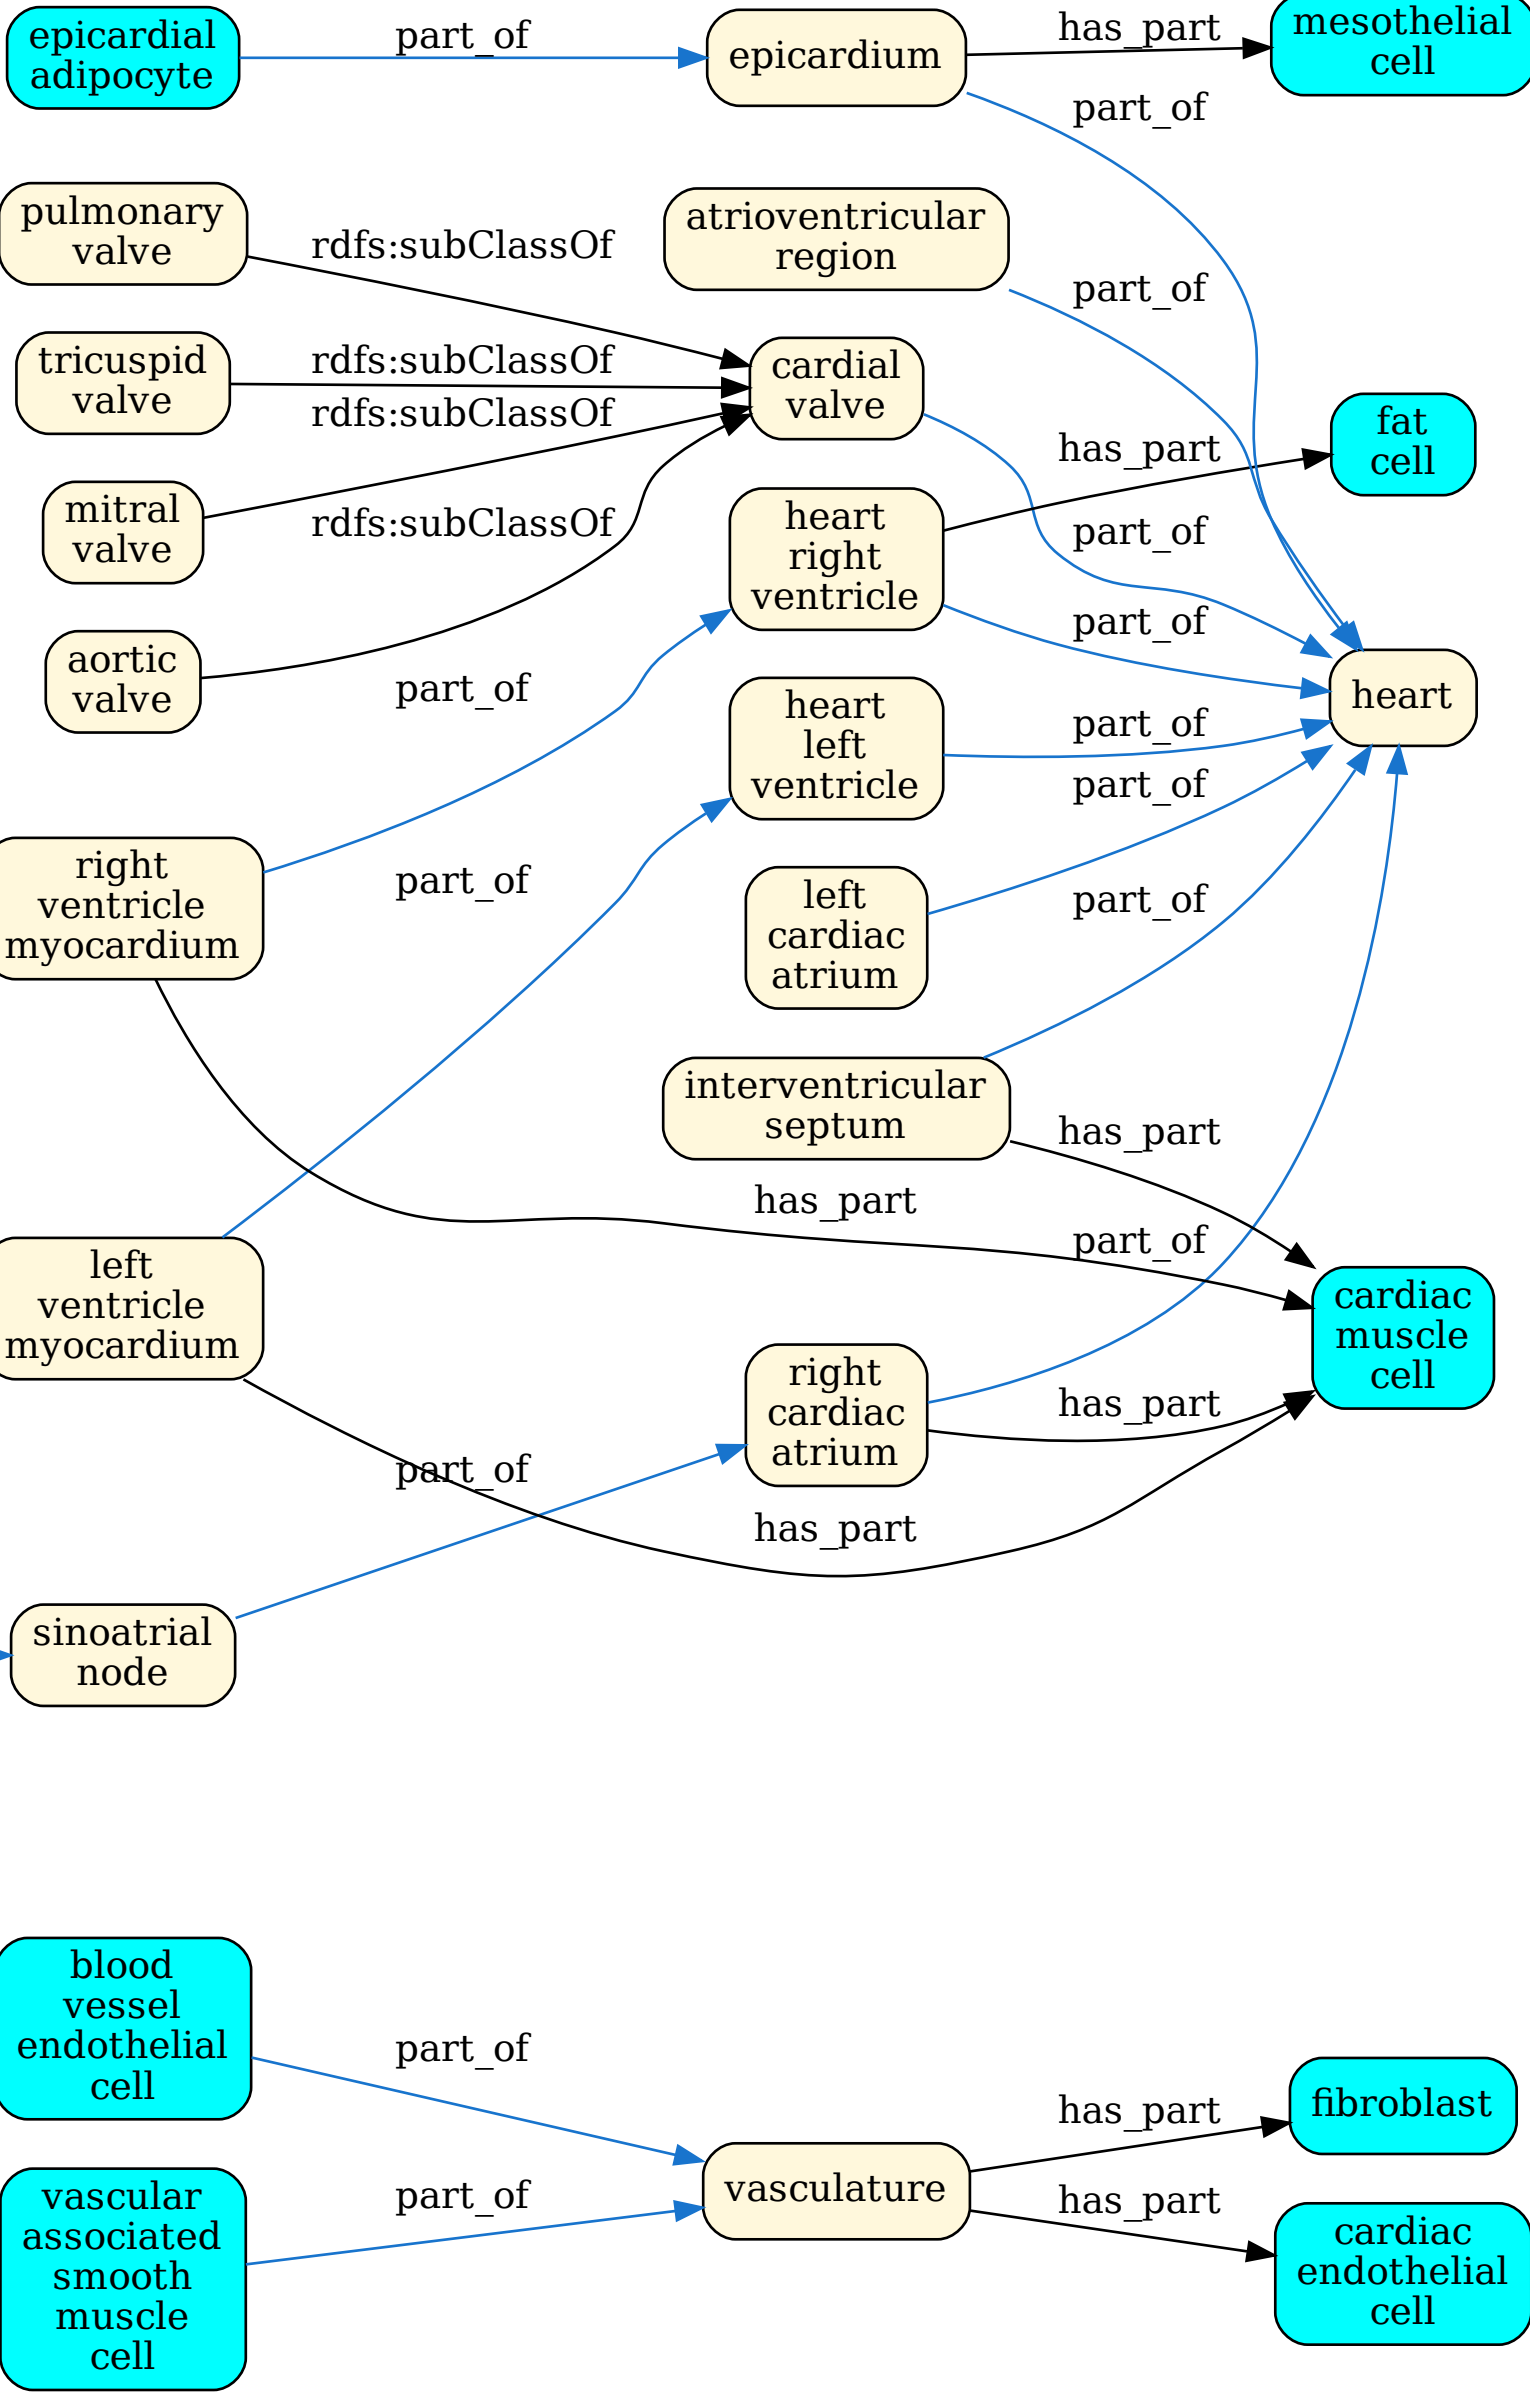 epicardial
adipocyte
part_of
epicardium
has_part
mesothelial
cell
part_of
pulmonary
valve
rdfs:subClassOf
atrioventricular
region
part_of
tricuspid
valve
rdfs:subClassOf
cardial
valve
rdfs:subClassOf
fat
cell
has_part
mitral
valve
rdfs:subClassOf
heart
right
ventricle
part_of
part_of
aortic
valve
part_of
heart
left
ventricle
part_of
heart
part_of
right
ventricle
myocardium
part_of
left
cardiac
atrium
part_of
interventricular
septum
has_part
has_part
part_of
left
ventricle
myocardium
cardiac
muscle
cell
right
cardiac
atrium
has_part
part_of
has_part
sinoatrial
node
blood
vessel
endothelial
cell
part_of
vasculature
has_part
fibroblast
vascular
associated
smooth
muscle
cell
part_of
has_part
cardiac
endothelial
cell